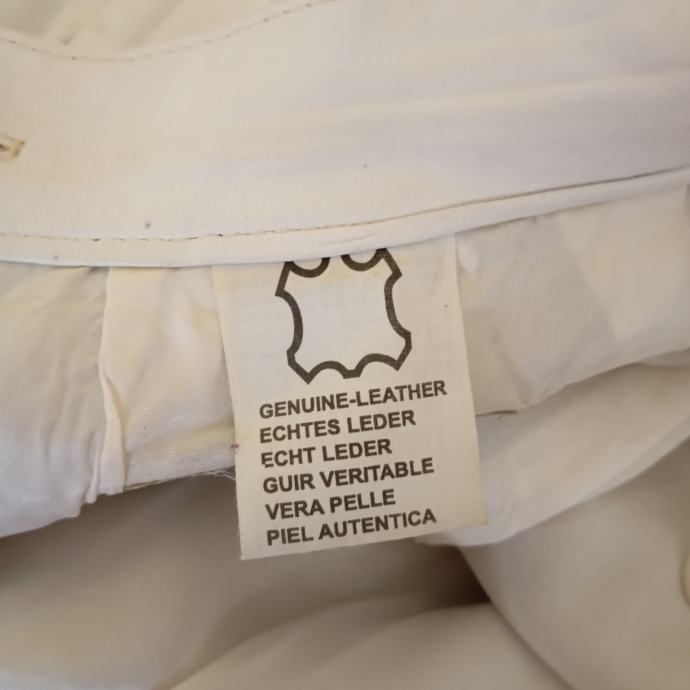 GENUINE-LEATHER
ECHTES LEDER
ECHT LEDER
GUIR VERITABLE
VERA PELLE
PIEL AUTENTICA